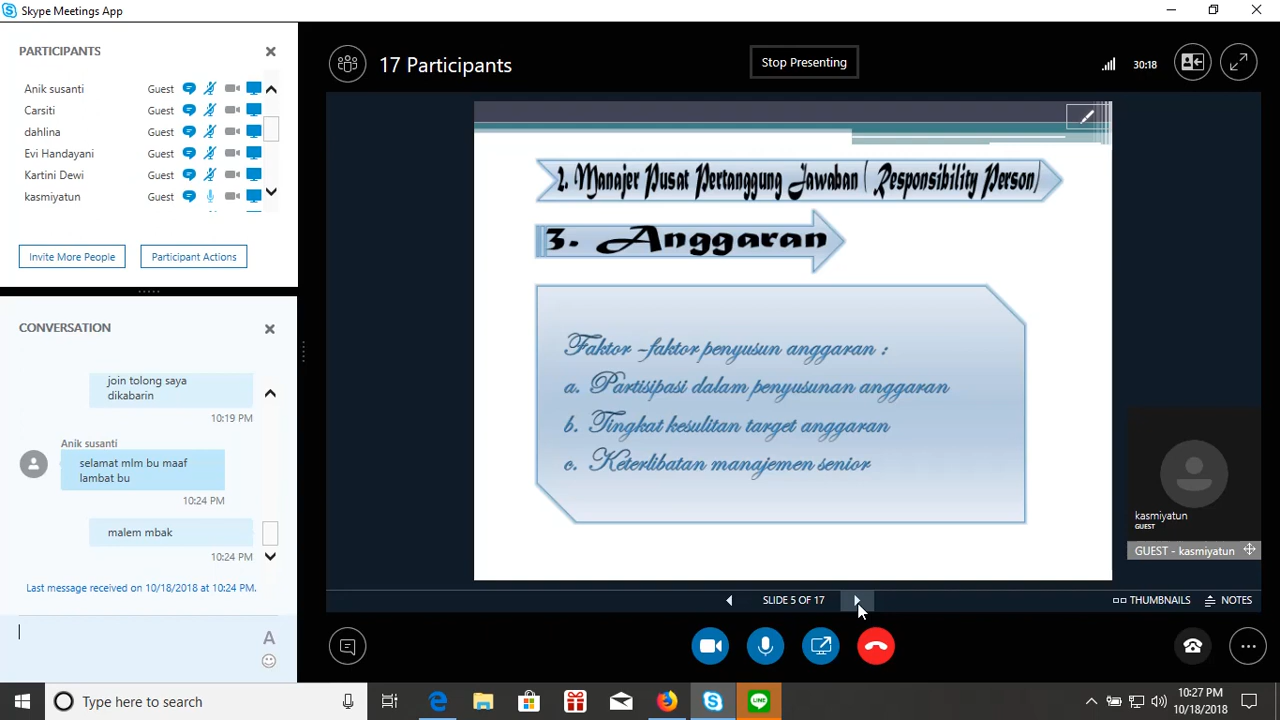 Skype Meetings App
PARTICIPANTS
Anik susanti Guest
Carsiti Guest
dahlina Guest
Evi Handayani Guest
Kartini Dewi Guest
kasmiyatun Guest
Invite More People
Participant Actions
CONVERSATION
join tolong saya
dikabarin
10:19 PM
Anik susanti
selamat mlm bu maaf
lambat bu
10:24 PM
malem mbak
10:24 PM
Last message received on 10/18/2018 at 10:24 PM.
A
17 Participants
Stop Presenting
30:18
2. Manajer Pusat Pertanggung Jawaban ( Responsibility Person)
3. Anggaran
Faktor –faktor penyusun anggaran :
a. Partisipasi dalam penyusunan anggaran
b. Tingkat kesulitan target anggaran
c. Keterlibatan manajemen senior
kasmiyatun
GUEST
GUEST - kasmiyatun
SLIDE 5 OF 17
THUMBNAILS
NOTES
Type here to search
LINE
10:27 PM
10/18/2018